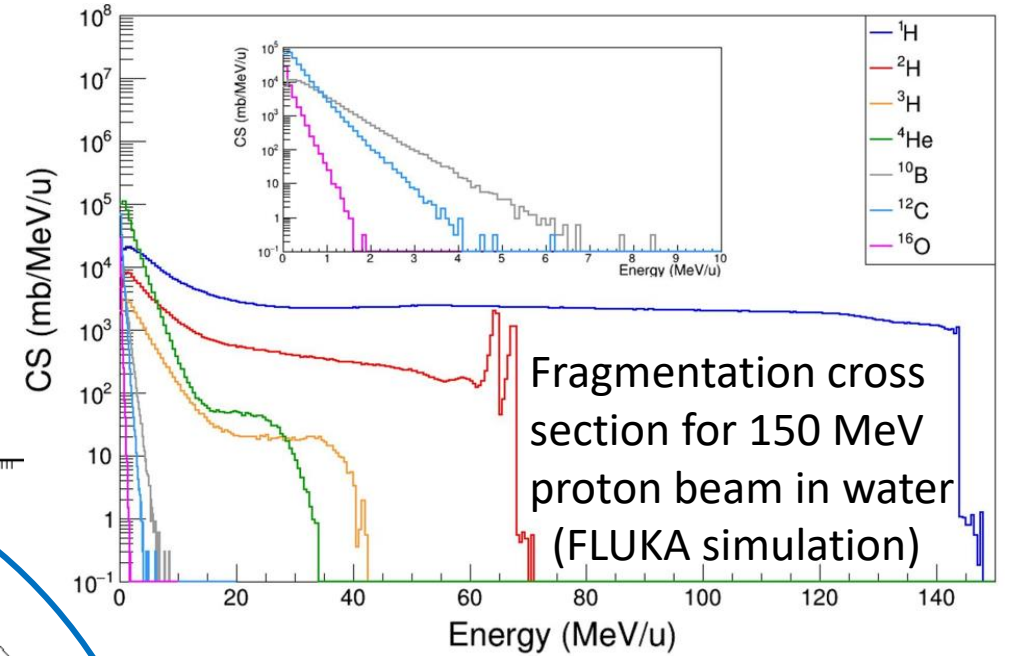 10⁸
10⁷
10⁶
10⁵
10⁴
10³
10²
10
1
10⁻¹
CS (mb/MeV/u)
0 20 40 60 80 100 120 140
Energy (MeV/u)
10⁵
10⁴
10³
10²
10
1
10⁻¹
CS (mb/MeV/u)
0 1 2 3 4 5 6 7 8 9 10
Energy (MeV/u)
¹H
²H
³H
⁴He
¹⁰B
¹²C
¹⁶O
Fragmentation cross
section for 150 MeV
proton beam in water
(FLUKA simulation)